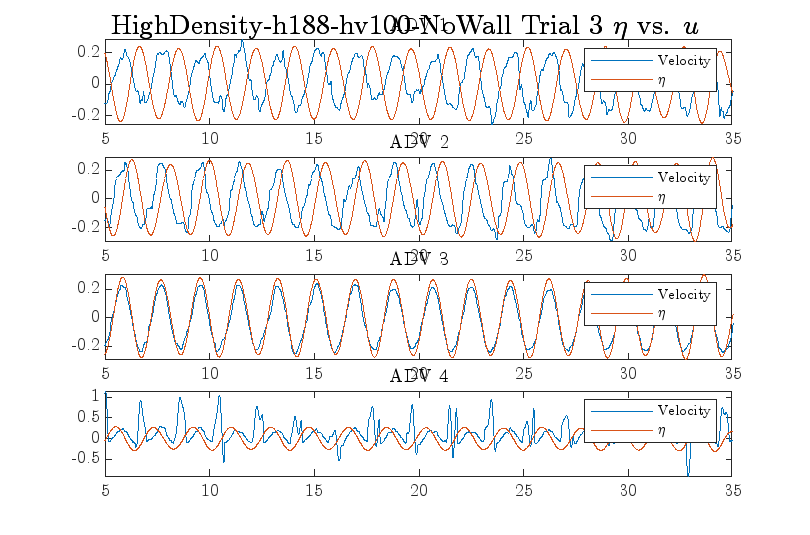 HighDensity-h188-hv100-NoWall Trial 3 η vs. u
ADV 1
0.2
0
-0.2
Velocity
η
5 10 15 20 25 30 35
ADV 2
0.2
0
-0.2
Velocity
η
5 10 15 20 25 30 35
ADV 3
0.2
0
-0.2
Velocity
η
5 10 15 20 25 30 35
ADV 4
1
0.5
0
-0.5
Velocity
η
5 10 15 20 25 30 35